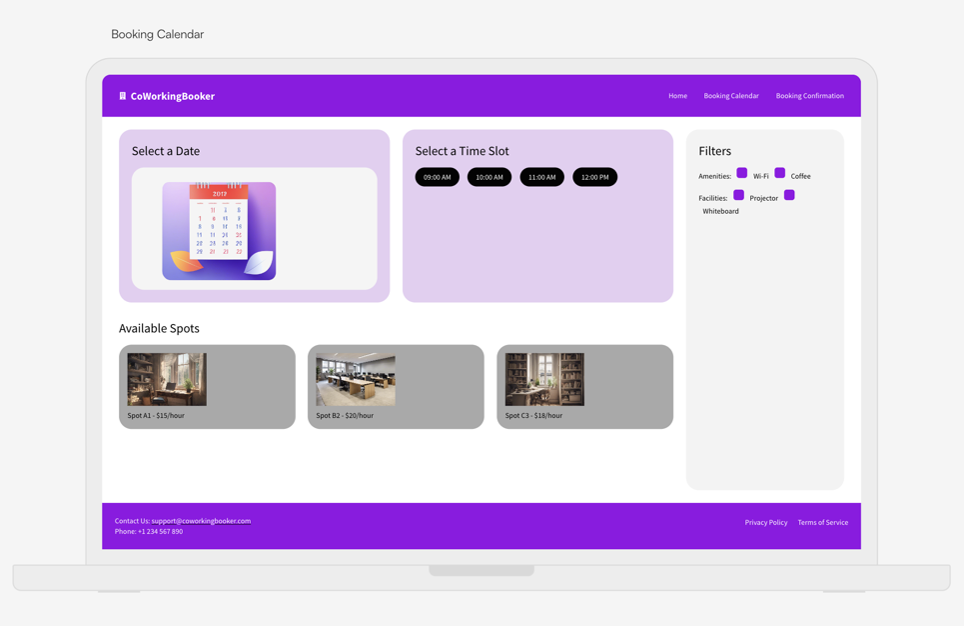 Booking Calendar
CoWorkingBooker
Home Booking Calendar Booking Confirmation
Select a Date
2012
Select a Time Slot
09:00 AM 10:00 AM 11:00 AM 12:00 PM
Filters
Amenities: Wi-Fi Coffee
Facilities: Projector
Whiteboard
Available Spots
Spot A1 - $15/hour
Spot B2 - $20/hour
Spot C3 - $18/hour
Contact Us: support@coworkingbooker.com
Phone: +1 234 567 890
Privacy Policy Terms of Service